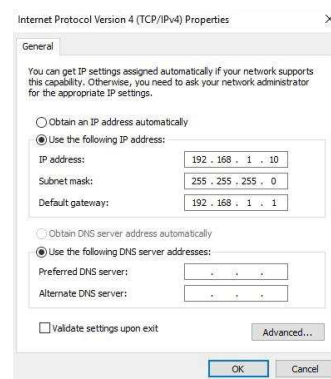 Internet Protocol Version 4 (TCP/IPv4) Properties
General
You can get IP settings assigned automatically if your network supports
this capability. Otherwise, you need to ask your network administrator
for the appropriate IP settings.
Obtain an IP address automatically
Use the following IP address:
IP address: 192 . 168 . 1 . 10
Subnet mask: 255 . 255 . 255 . 0
Default gateway: 192 . 168 . 1 . 1
Obtain DNS server address automatically
Use the following DNS server addresses:
Preferred DNS server: . . .
Alternate DNS server: . . .
Validate settings upon exit
Advanced...
OK Cancel